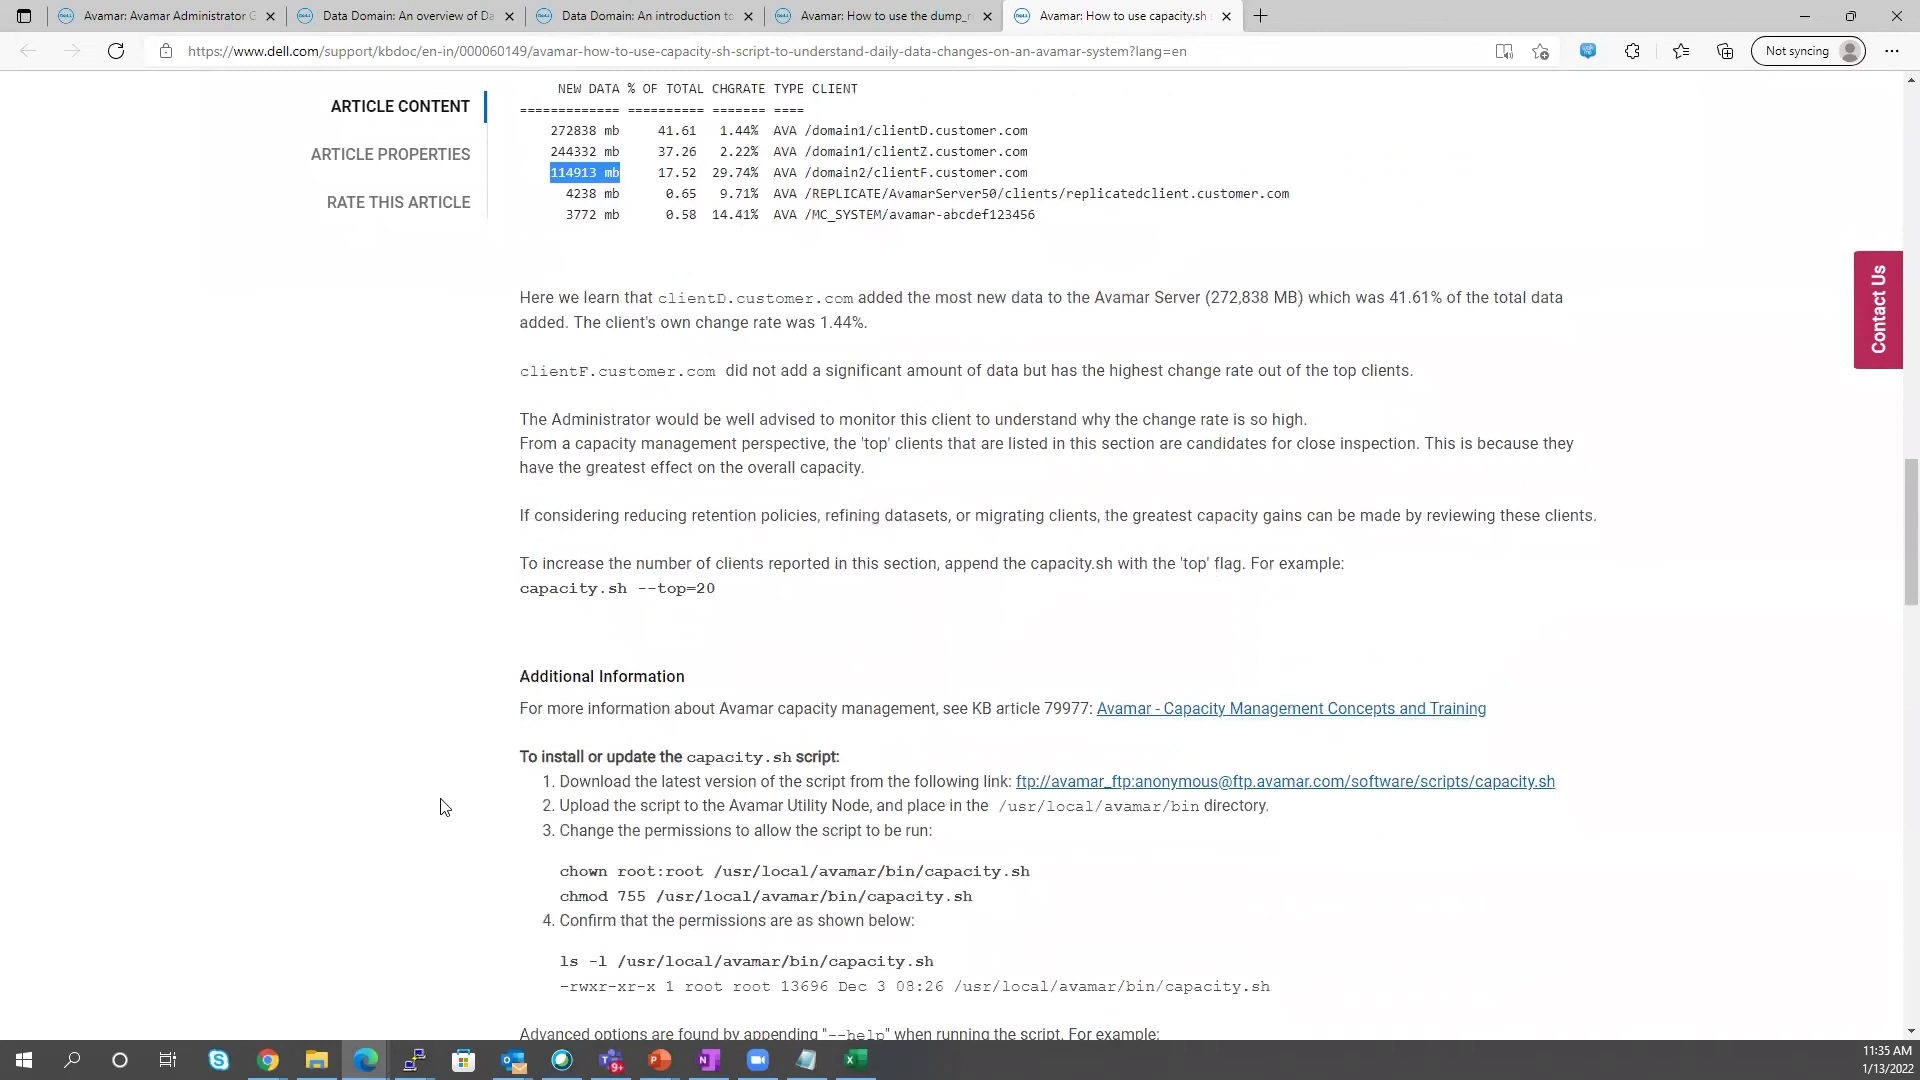 Avamar: Avamar Administrator G
Data Domain: An overview of Da
Data Domain: An introduction to
Avamar: How to use the dump_r
Avamar: How to use capacity.sh
https://www.dell.com/support/kbdoc/en-in/000060149/avamar-how-to-use-capacity-sh-script-to-understand-daily-data-changes-on-an-avamar-system?lang=en
Not syncing
ARTICLE CONTENT
ARTICLE PROPERTIES
RATE THIS ARTICLE
NEW DATA % OF TOTAL CHGRATE TYPE CLIENT
============= ========== ======= ====
272838 mb 41.61 1.44% AVA /domain1/clientD.customer.com
244332 mb 37.26 2.22% AVA /domain1/clientZ.customer.com
114913 mb 17.52 29.74% AVA /domain2/clientF.customer.com
4238 mb 0.65 9.71% AVA /REPLICATE/AvamarServer50/clients/replicatedclient.customer.com
3772 mb 0.58 14.41% AVA /MC_SYSTEM/avamar-abcdef123456
Here we learn that clientD.customer.com added the most new data to the Avamar Server (272,838 MB) which was 41.61% of the total data
added. The client's own change rate was 1.44%.
clientF.customer.com did not add a significant amount of data but has the highest change rate out of the top clients.
The Administrator would be well advised to monitor this client to understand why the change rate is so high.
From a capacity management perspective, the 'top' clients that are listed in this section are candidates for close inspection. This is because they
have the greatest effect on the overall capacity.
If considering reducing retention policies, refining datasets, or migrating clients, the greatest capacity gains can be made by reviewing these clients.
To increase the number of clients reported in this section, append the capacity.sh with the 'top' flag. For example:
capacity.sh --top=20
Additional Information
For more information about Avamar capacity management, see KB article 79977: Avamar - Capacity Management Concepts and Training
To install or update the capacity.sh script:
1. Download the latest version of the script from the following link: ftp://avamar_ftp:anonymous@ftp.avamar.com/software/scripts/capacity.sh
2. Upload the script to the Avamar Utility Node, and place in the /usr/local/avamar/bin directory.
3. Change the permissions to allow the script to be run:
chown root:root /usr/local/avamar/bin/capacity.sh
chmod 755 /usr/local/avamar/bin/capacity.sh
4. Confirm that the permissions are as shown below:
ls -l /usr/local/avamar/bin/capacity.sh
-rwxr-xr-x 1 root root 13696 Dec 3 08:26 /usr/local/avamar/bin/capacity.sh
Advanced options are found by appending "--help" when running the script. For example:
Contact Us
11:35 AM
1/13/2022